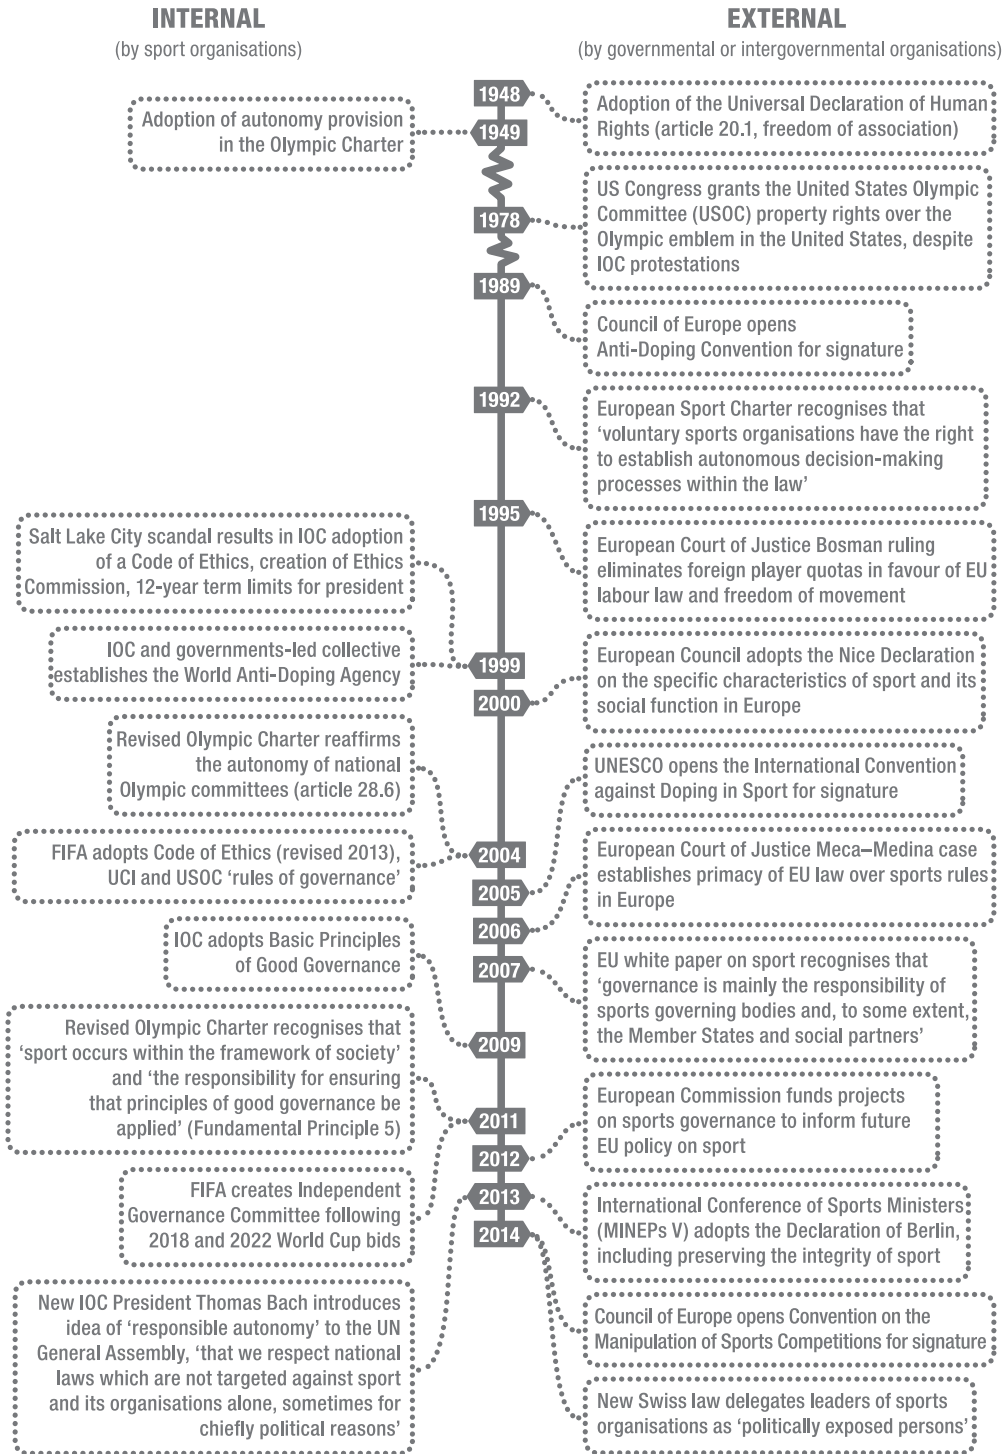 INTERNAL
(by sport organisations)
EXTERNAL
(by governmental or intergovernmental organisations)
1948
Adoption of the Universal Declaration of Human
Rights (article 20.1, freedom of association)
Adoption of autonomy provision
in the Olympic Charter
1949
US Congress grants the United States Olympic
Committee (USOC) property rights over the
Olympic emblem in the United States, despite
IOC protestations
1978
1989
Council of Europe opens
Anti-Doping Convention for signature
1992
European Sport Charter recognises that
‘voluntary sports organisations have the right
to establish autonomous decision-making
processes within the law’
1995
European Court of Justice Bosman ruling
eliminates foreign player quotas in favour of EU
labour law and freedom of movement
Salt Lake City scandal results in IOC adoption
of a Code of Ethics, creation of Ethics
Commission, 12-year term limits for president
IOC and governments-led collective
establishes the World Anti-Doping Agency
1999
2000
European Council adopts the Nice Declaration
on the specific characteristics of sport and its
social function in Europe
Revised Olympic Charter reaffirms
the autonomy of national
Olympic committees (article 28.6)
UNESCO opens the International Convention
against Doping in Sport for signature
FIFA adopts Code of Ethics (revised 2013),
UCI and USOC ‘rules of governance’
2004
2005
European Court of Justice Meca–Medina case
establishes primacy of EU law over sports rules
in Europe
2006
IOC adopts Basic Principles
of Good Governance
2007
EU white paper on sport recognises that
‘governance is mainly the responsibility of
sports governing bodies and, to some extent,
the Member States and social partners’
2009
Revised Olympic Charter recognises that
‘sport occurs within the framework of society’
and ‘the responsibility for ensuring
that principles of good governance be
applied’ (Fundamental Principle 5)
2011
European Commission funds projects
on sports governance to inform future
EU policy on sport
2012
FIFA creates Independent
Governance Committee following
2018 and 2022 World Cup bids
2013
International Conference of Sports Ministers
(MINEPs V) adopts the Declaration of Berlin,
including preserving the integrity of sport
2014
New IOC President Thomas Bach introduces
idea of ‘responsible autonomy’ to the UN
General Assembly, ‘that we respect national
laws which are not targeted against sport
and its organisations alone, sometimes for
chiefly political reasons’
Council of Europe opens Convention on the
Manipulation of Sports Competitions for signature
New Swiss law delegates leaders of sports
organisations as ‘politically exposed persons’